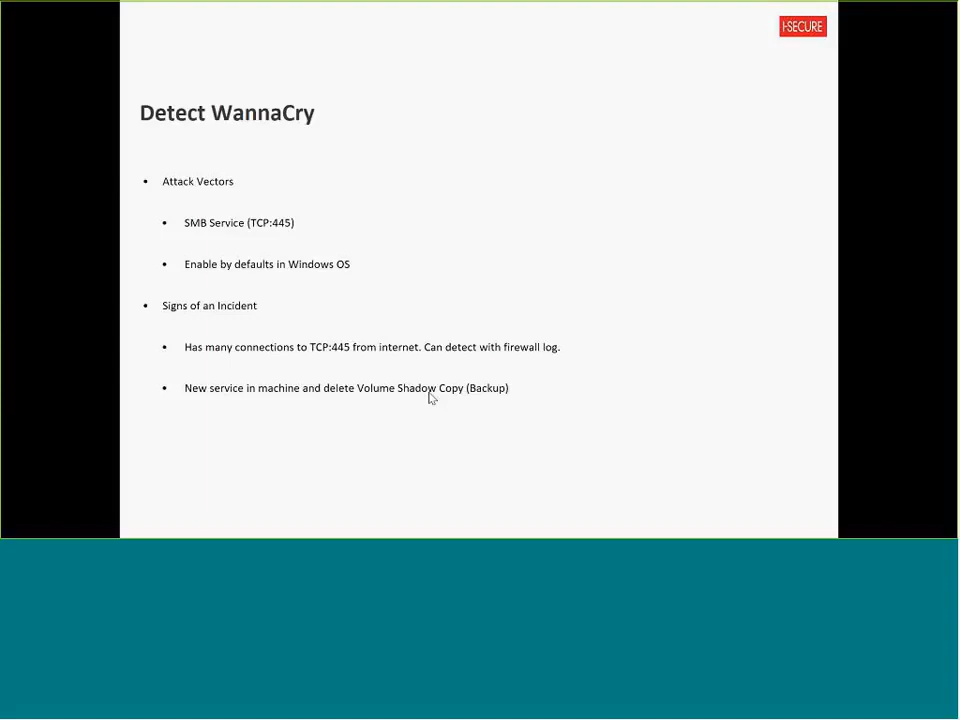 I-SECURE
Detect WannaCry
• Attack Vectors
• SMB Service (TCP:445)
• Enable by defaults in Windows OS
• Signs of an Incident
• Has many connections to TCP:445 from internet. Can detect with firewall log.
• New service in machine and delete Volume Shadow Copy (Backup)